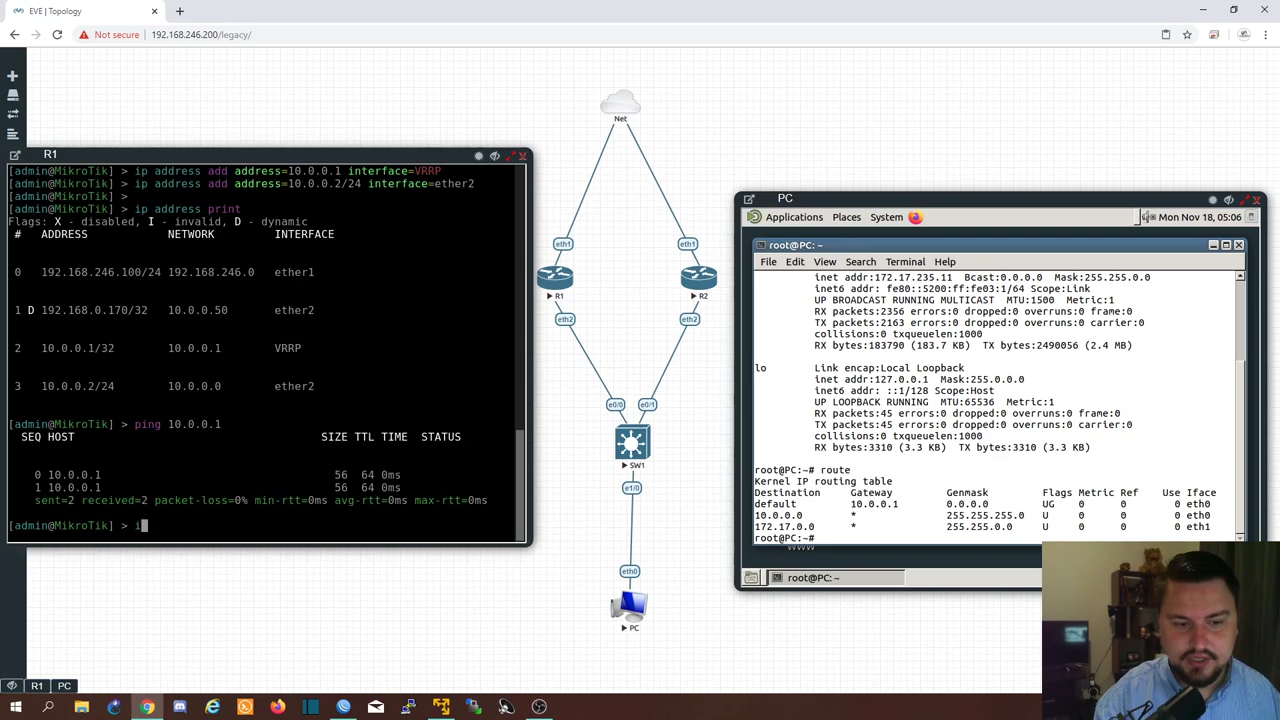 EVE | Topology
Not secure | 192.168.246.200/legacy/
Net
R1
[admin@MikroTik] > ip address add address=10.0.0.1 interface=VRRP
[admin@MikroTik] > ip address add address=10.0.0.2/24 interface=ether2
[admin@MikroTik] >
[admin@MikroTik] > ip address print
Flags: X - disabled, I - invalid, D - dynamic
# ADDRESS NETWORK INTERFACE
0 192.168.246.100/24 192.168.246.0 ether1
1 D 192.168.0.170/32 10.0.0.50 ether2
2 10.0.0.1/32 10.0.0.1 VRRP
3 10.0.0.2/24 10.0.0.0 ether2
[admin@MikroTik] > ping 10.0.0.1
SEQ HOST SIZE TTL TIME STATUS
0 10.0.0.1 56 64 0ms
1 10.0.0.1 56 64 0ms
sent=2 received=2 packet-loss=0% min-rtt=0ms avg-rtt=0ms max-rtt=0ms
[admin@MikroTik] > i
eth1
eth1
R1
R2
eth2
eth2
e0/0
e0/1
SW1
e1/0
eth0
PC
PC
Applications Places System
Mon Nov 18, 05:06
root@PC: ~
File Edit View Search Terminal Help
inet addr:172.17.235.11 Bcast:0.0.0.0 Mask:255.255.0.0
inet6 addr: fe80::5200:ff:fe03:1/64 Scope:Link
UP BROADCAST RUNNING MULTICAST MTU:1500 Metric:1
RX packets:2356 errors:0 dropped:0 overruns:0 frame:0
TX packets:2163 errors:0 dropped:0 overruns:0 carrier:0
collisions:0 txqueuelen:1000
RX bytes:183790 (183.7 KB) TX bytes:2490056 (2.4 MB)
lo Link encap:Local Loopback
inet addr:127.0.0.1 Mask:255.0.0.0
inet6 addr: ::1/128 Scope:Host
UP LOOPBACK RUNNING MTU:65536 Metric:1
RX packets:45 errors:0 dropped:0 overruns:0 frame:0
TX packets:45 errors:0 dropped:0 overruns:0 carrier:0
collisions:0 txqueuelen:1000
RX bytes:3310 (3.3 KB) TX bytes:3310 (3.3 KB)
root@PC:~# route
Kernel IP routing table
Destination Gateway Genmask Flags Metric Ref Use Iface
default 10.0.0.1 0.0.0.0 UG 0 0 0 eth0
10.0.0.0 * 255.255.255.0 U 0 0 0 eth0
172.17.0.0 * 255.255.0.0 U 0 0 0 eth1
root@PC:~#
root@PC: ~
R1
PC